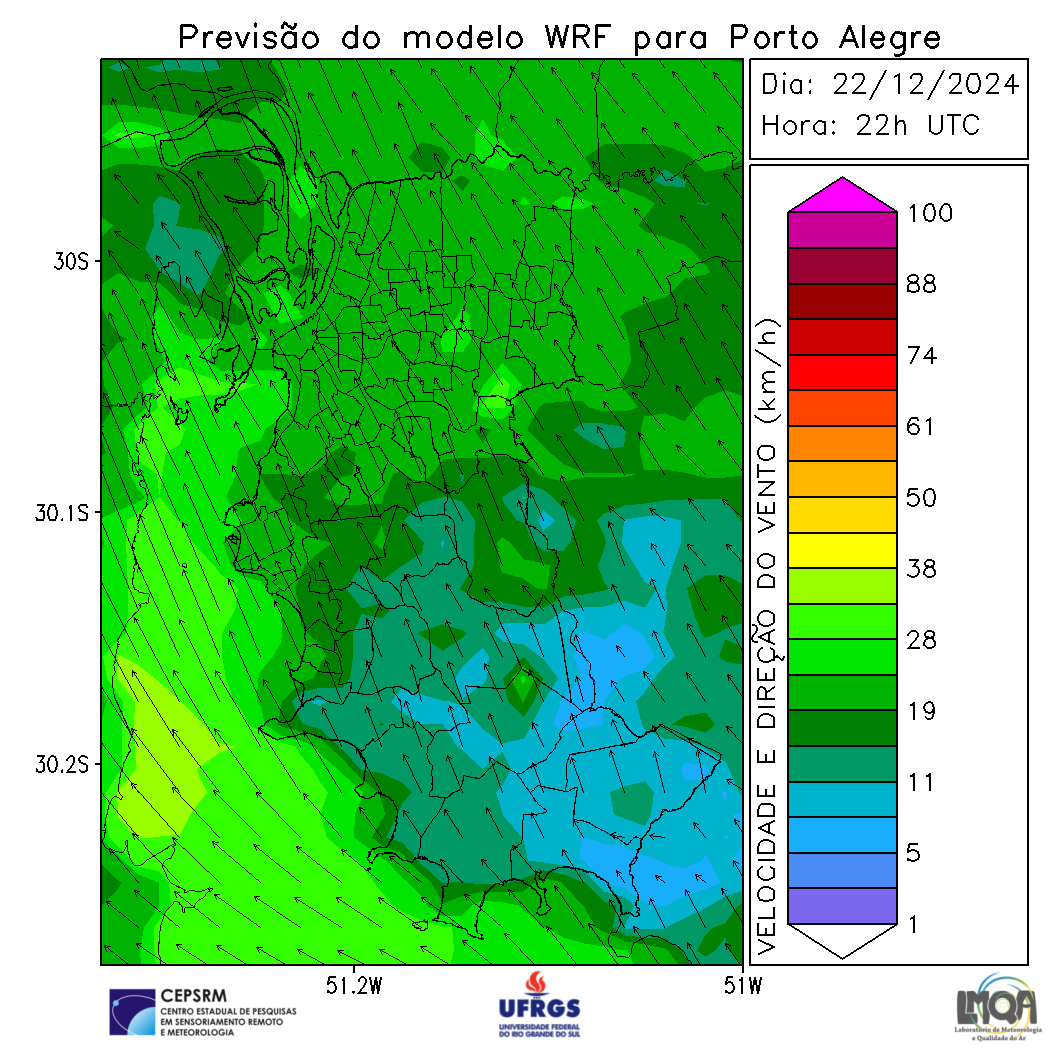 Previsão do modelo WRF para Porto Alegre
Dia: 22/12/2024
Hora: 22h UTC
100
88
74
61
50
38
28
19
11
5
1
VELOCIDADE E DIREÇÃO DO VENTO (km/h)
30S
30.1S
30.2S
51.2W
51W
CEPSRM
CENTRO ESTADUAL DE PESQUISAS
EM SENSORIAMENTO REMOTO
E METEOROLOGIA
UFRGS
UNIVERSIDADE FEDERAL
DO RIO GRANDE DO SUL
LMQA
Laboratório de Meteorologia
e Qualidade do Ar